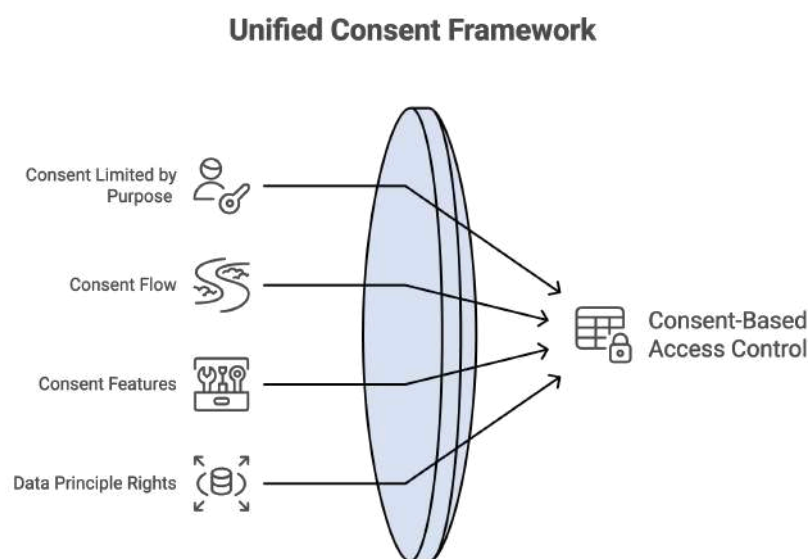 Unified Consent Framework
Consent Limited by
Purpose
Consent Flow
Consent Features
Data Principle Rights
Consent-Based
Access Control